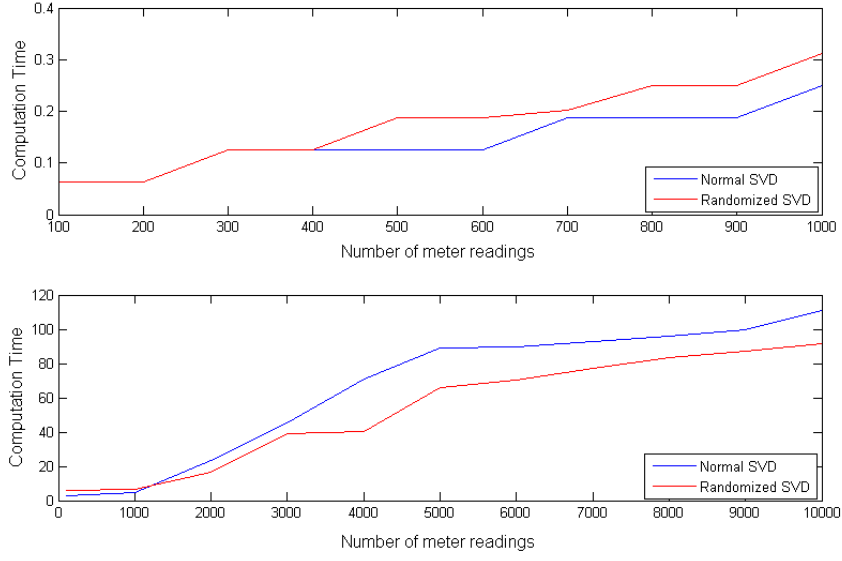 0.4
0.3
0.2
0.1
0
Computation Time
100 200 300 400 500 600 700 800 900 1000
Number of meter readings
Normal SVD
Randomized SVD
120
100
80
60
40
20
0
Computation Time
0 1000 2000 3000 4000 5000 6000 7000 8000 9000 10000
Number of meter readings
Normal SVD
Randomized SVD